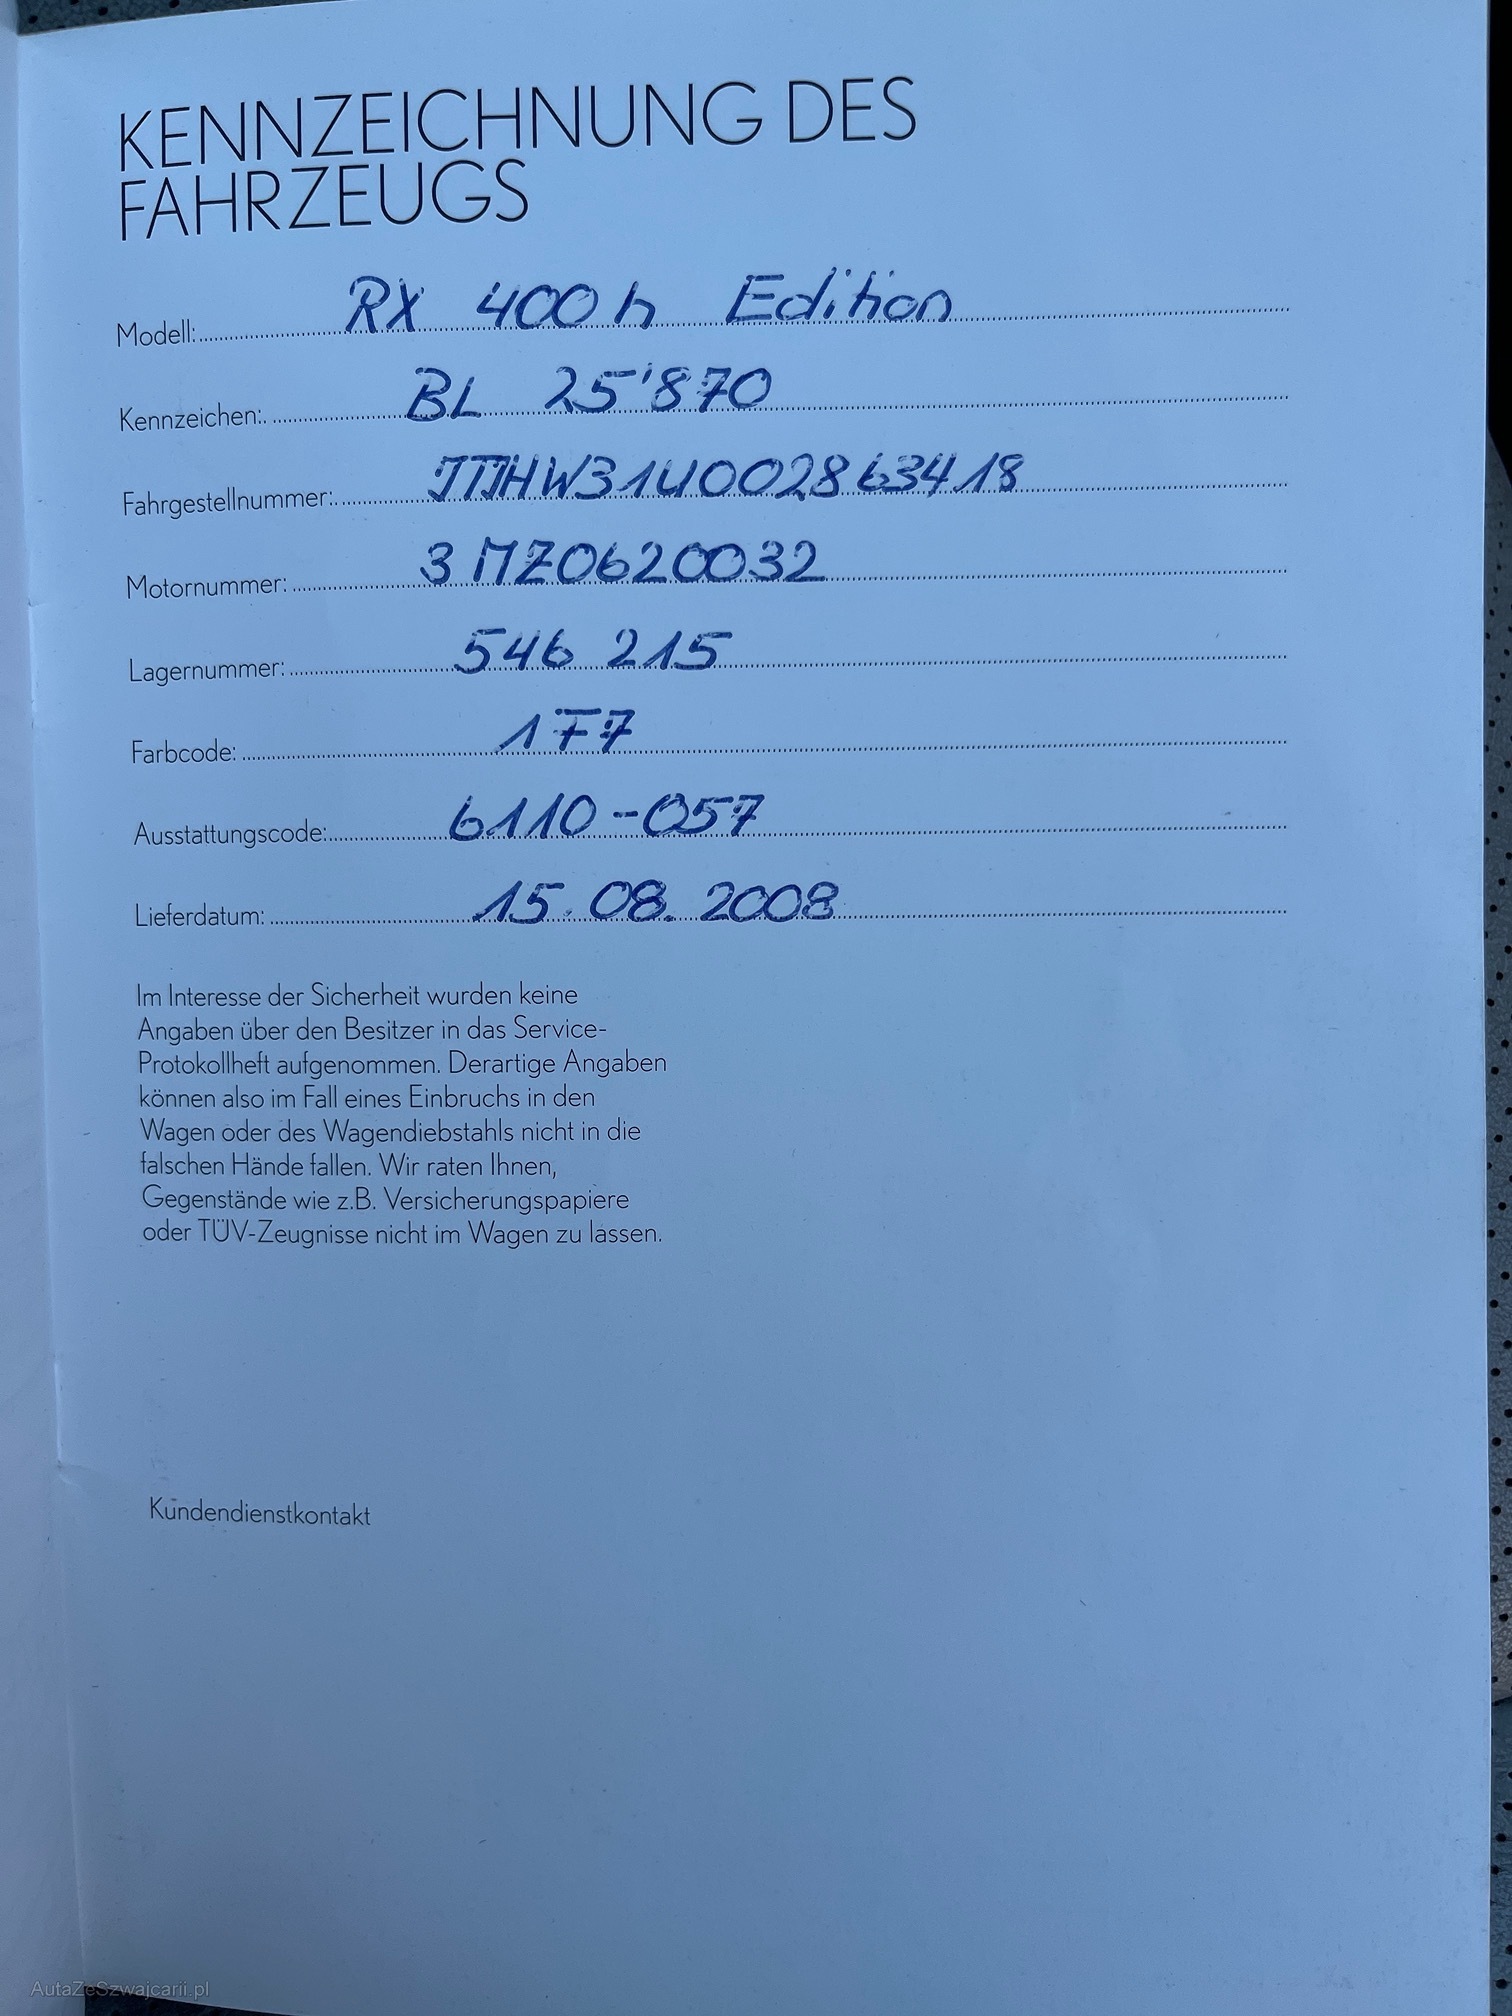 KENNZEICHNUNG DES
FAHRZEUGS
Modell: RX 400h Edition
Kennzeichen: BL 25'870
Fahrgestellnummer: JTJHW31U002863418
Motornummer: 3MZ0620032
Lagernummer: 546 215
Farbcode: 1F7
Ausstattungscode: 6110-057
Lieferdatum: 15.08.2008
Im Interesse der Sicherheit wurden keine
Angaben über den Besitzer in das Service-
Protokollheft aufgenommen. Derartige Angaben
können also im Fall eines Einbruchs in den
Wagen oder des Wagendiebstahls nicht in die
falschen Hände fallen. Wir raten Ihnen,
Gegenstände wie z.B. Versicherungspapiere
oder TÜV-Zeugnisse nicht im Wagen zu lassen.
Kundendienstkontakt
AutaZeSzwajcarii.pl